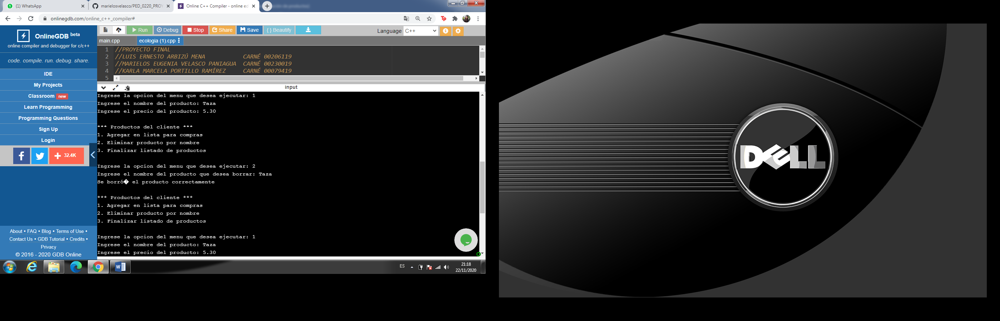 (1) WhatsApp
marielosvelasco/PED_0220_PROY
Online C++ Compiler - online ed
onlinegdb.com/online_c++_compiler#
OnlineGDB beta
online compiler and debugger for c/c++
code. compile. run. debug. share.
IDE
My Projects
Classroom new
Learn Programming
Programming Questions
Sign Up
Login
32.4K
About • FAQ • Blog • Terms of Use •
Contact Us • GDB Tutorial • Credits •
Privacy
© 2016 - 2020 GDB Online
Run Debug Stop Share Save { } Beautify
Language C++
main.cpp ecologia (1).cpp
1 //PROYECTO FINAL
2 //LUIS ERNESTO ARBIZÚ MENA CARNÉ 00206119
3 //MARIELOS EUGENIA VELASCO PANIAGUA CARNÉ 00230019
4 //KARLA MARCELA PORTILLO RAMÍREZ CARNÉ 00079419
5
input
Ingrese la opcion del menu que desea ejecutar: 1
Ingrese el nombre del producto: Taza
Ingrese el precio del producto: 5.30
*** Productos del cliente ***
1. Agregar en lista para compras
2. Eliminar producto por nombre
3. Finalizar listado de productos
Ingrese la opcion del menu que desea ejecutar: 2
Ingrese el nombre del producto que desea borrar: Taza
Se borró� el producto correctamente
*** Productos del cliente ***
1. Agregar en lista para compras
2. Eliminar producto por nombre
3. Finalizar listado de productos
Ingrese la opcion del menu que desea ejecutar: 1
Ingrese el nombre del producto: Taza
Ingrese el precio del producto: 5.30
ES
21:18
22/11/2020
DELL